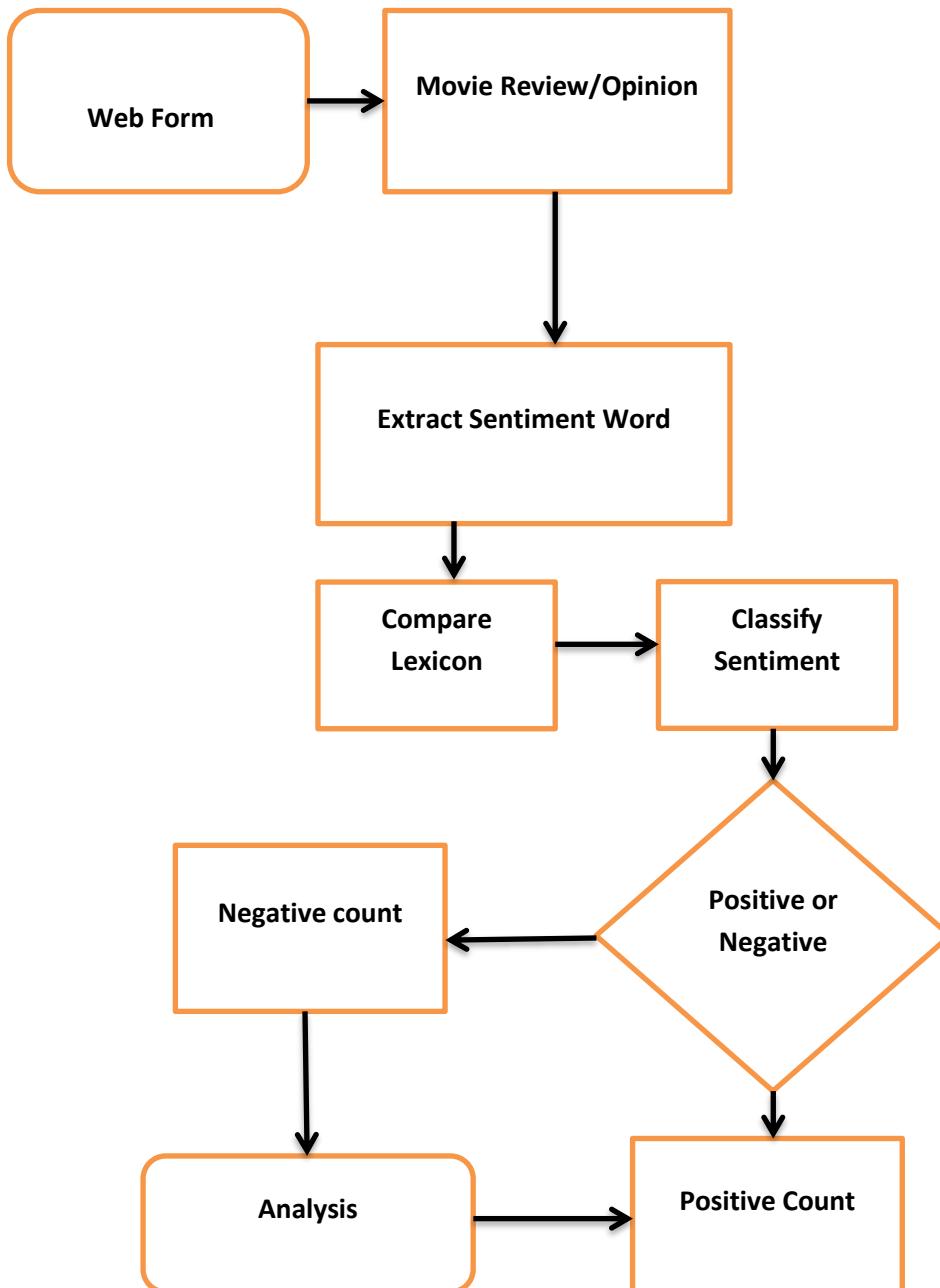 Web Form
Movie Review/Opinion
Extract Sentiment Word
Compare
Lexicon
Classify
Sentiment
Positive or
Negative
Negative count
Analysis
Positive Count